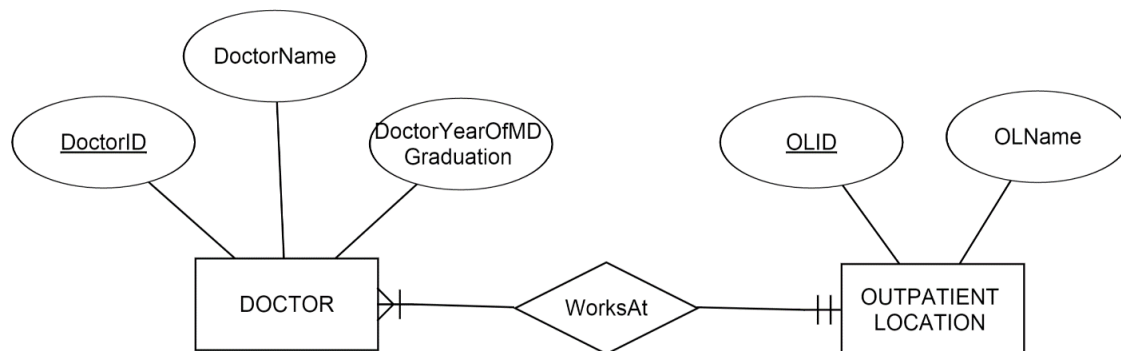 DoctorName
DoctorID
DoctorYearOfMD
Graduation
OLID
OLName
DOCTOR
WorksAt
OUTPATIENT
LOCATION